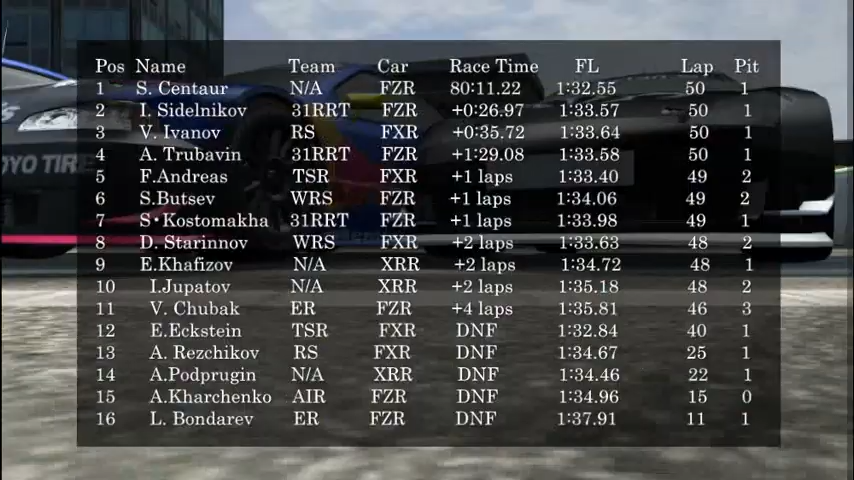 Pos Name Team Car Race Time FL Lap Pit
1 S. Centaur N/A FZR 80:11.22 1:32.55 50 1
2 I. Sidelnikov 31RRT FZR +0:26.97 1:33.57 50 1
3 V. Ivanov RS FXR +0:35.72 1:33.64 50 1
4 A. Trubavin 31RRT FZR +1:29.08 1:33.58 50 1
5 F.Andreas TSR FXR +1 laps 1:33.40 49 2
6 S.Butsev WRS FZR +1 laps 1:34.06 49 2
7 S•Kostomakha 31RRT FZR +1 laps 1:33.98 49 1
8 D. Starinnov WRS FXR +2 laps 1:33.63 48 2
9 E.Khafizov N/A XRR +2 laps 1:34.72 48 1
10 I.Jupatov N/A XRR +2 laps 1:35.18 48 2
11 V. Chubak ER FZR +4 laps 1:35.81 46 3
12 E.Eckstein TSR FXR DNF 1:32.84 40 1
13 A. Rezchikov RS FXR DNF 1:34.67 25 1
14 A.Podprugin N/A XRR DNF 1:34.46 22 1
15 A.Kharchenko AIR FZR DNF 1:34.96 15 0
16 L. Bondarev ER FZR DNF 1:37.91 11 1
OYO TIRE